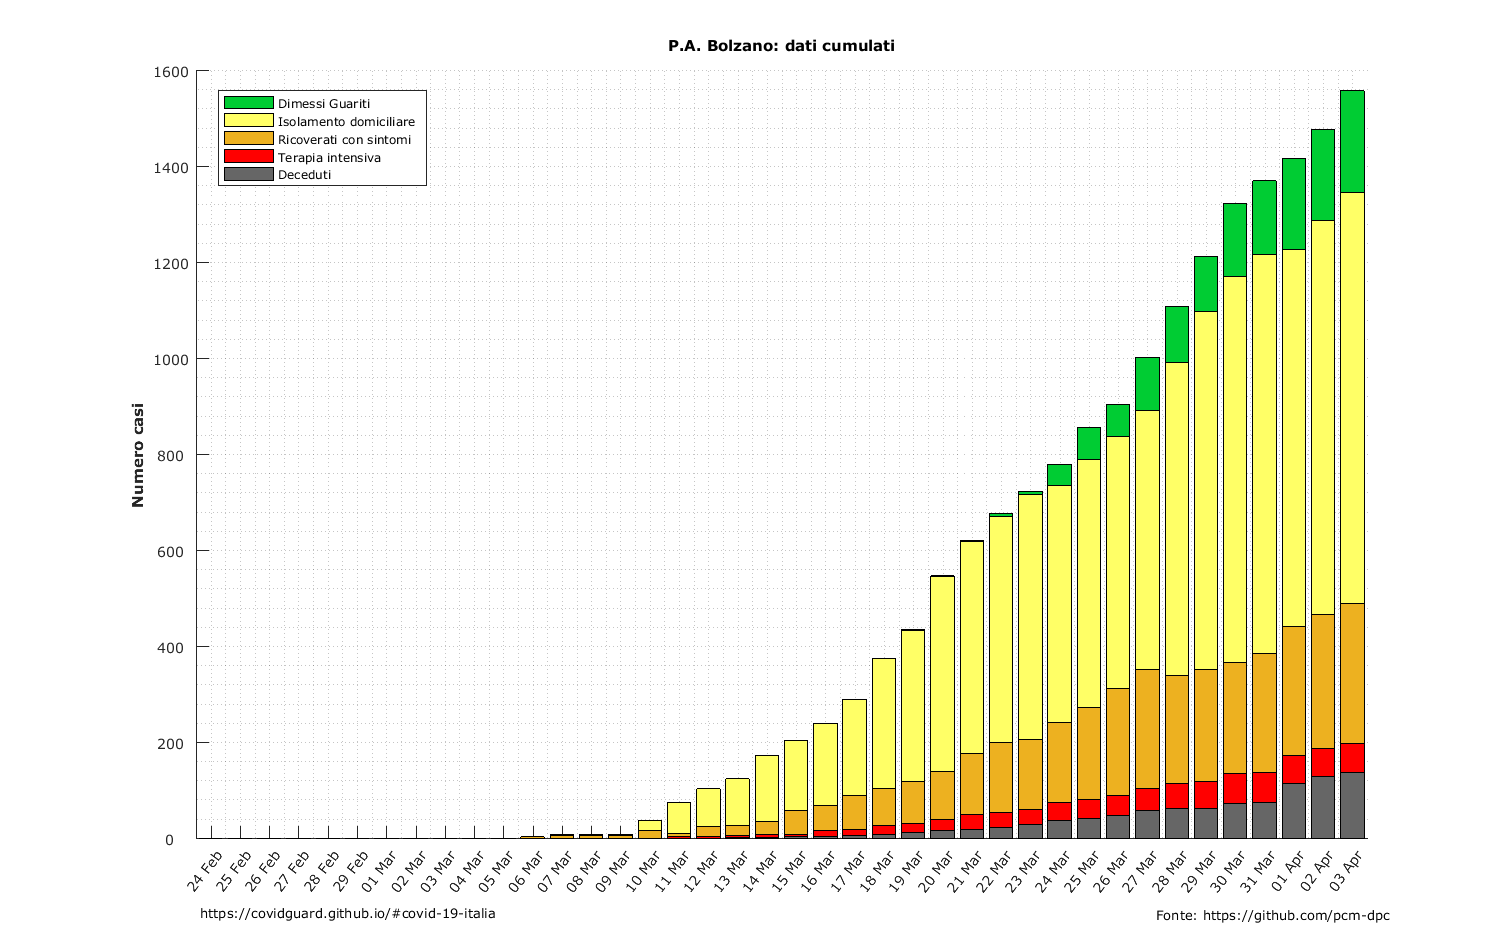 P.A. Bolzano: dati cumulati
1600
1400
1200
1000
800
600
400
200
0
Numero casi
Dimessi Guariti
Isolamento domiciliare
Ricoverati con sintomi
Terapia intensiva
Deceduti
24 Feb
25 Feb
26 Feb
27 Feb
28 Feb
29 Feb
01 Mar
02 Mar
03 Mar
04 Mar
05 Mar
06 Mar
07 Mar
08 Mar
09 Mar
10 Mar
11 Mar
12 Mar
13 Mar
14 Mar
15 Mar
16 Mar
17 Mar
18 Mar
19 Mar
20 Mar
21 Mar
22 Mar
23 Mar
24 Mar
25 Mar
26 Mar
27 Mar
28 Mar
29 Mar
30 Mar
31 Mar
01 Apr
02 Apr
03 Apr
https://covidguard.github.io/#covid-19-italia
Fonte: https://github.com/pcm-dpc